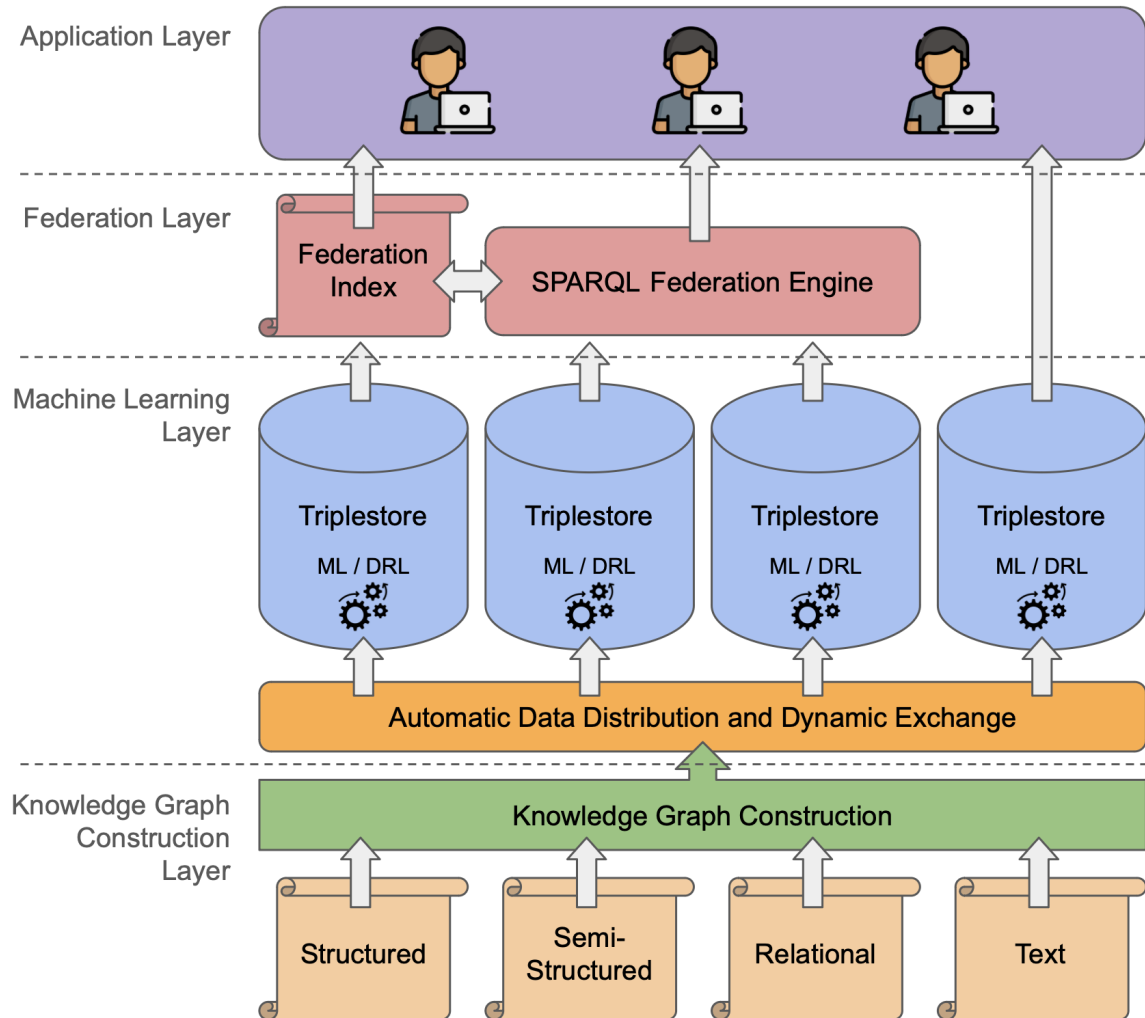 Application Layer
Federation Layer
Federation
Index
SPARQL Federation Engine
Machine Learning
Layer
Triplestore
ML / DRL
Triplestore
ML / DRL
Triplestore
ML / DRL
Triplestore
ML / DRL
Automatic Data Distribution and Dynamic Exchange
Knowledge Graph
Construction
Layer
Knowledge Graph Construction
Structured
Semi-
Structured
Relational
Text